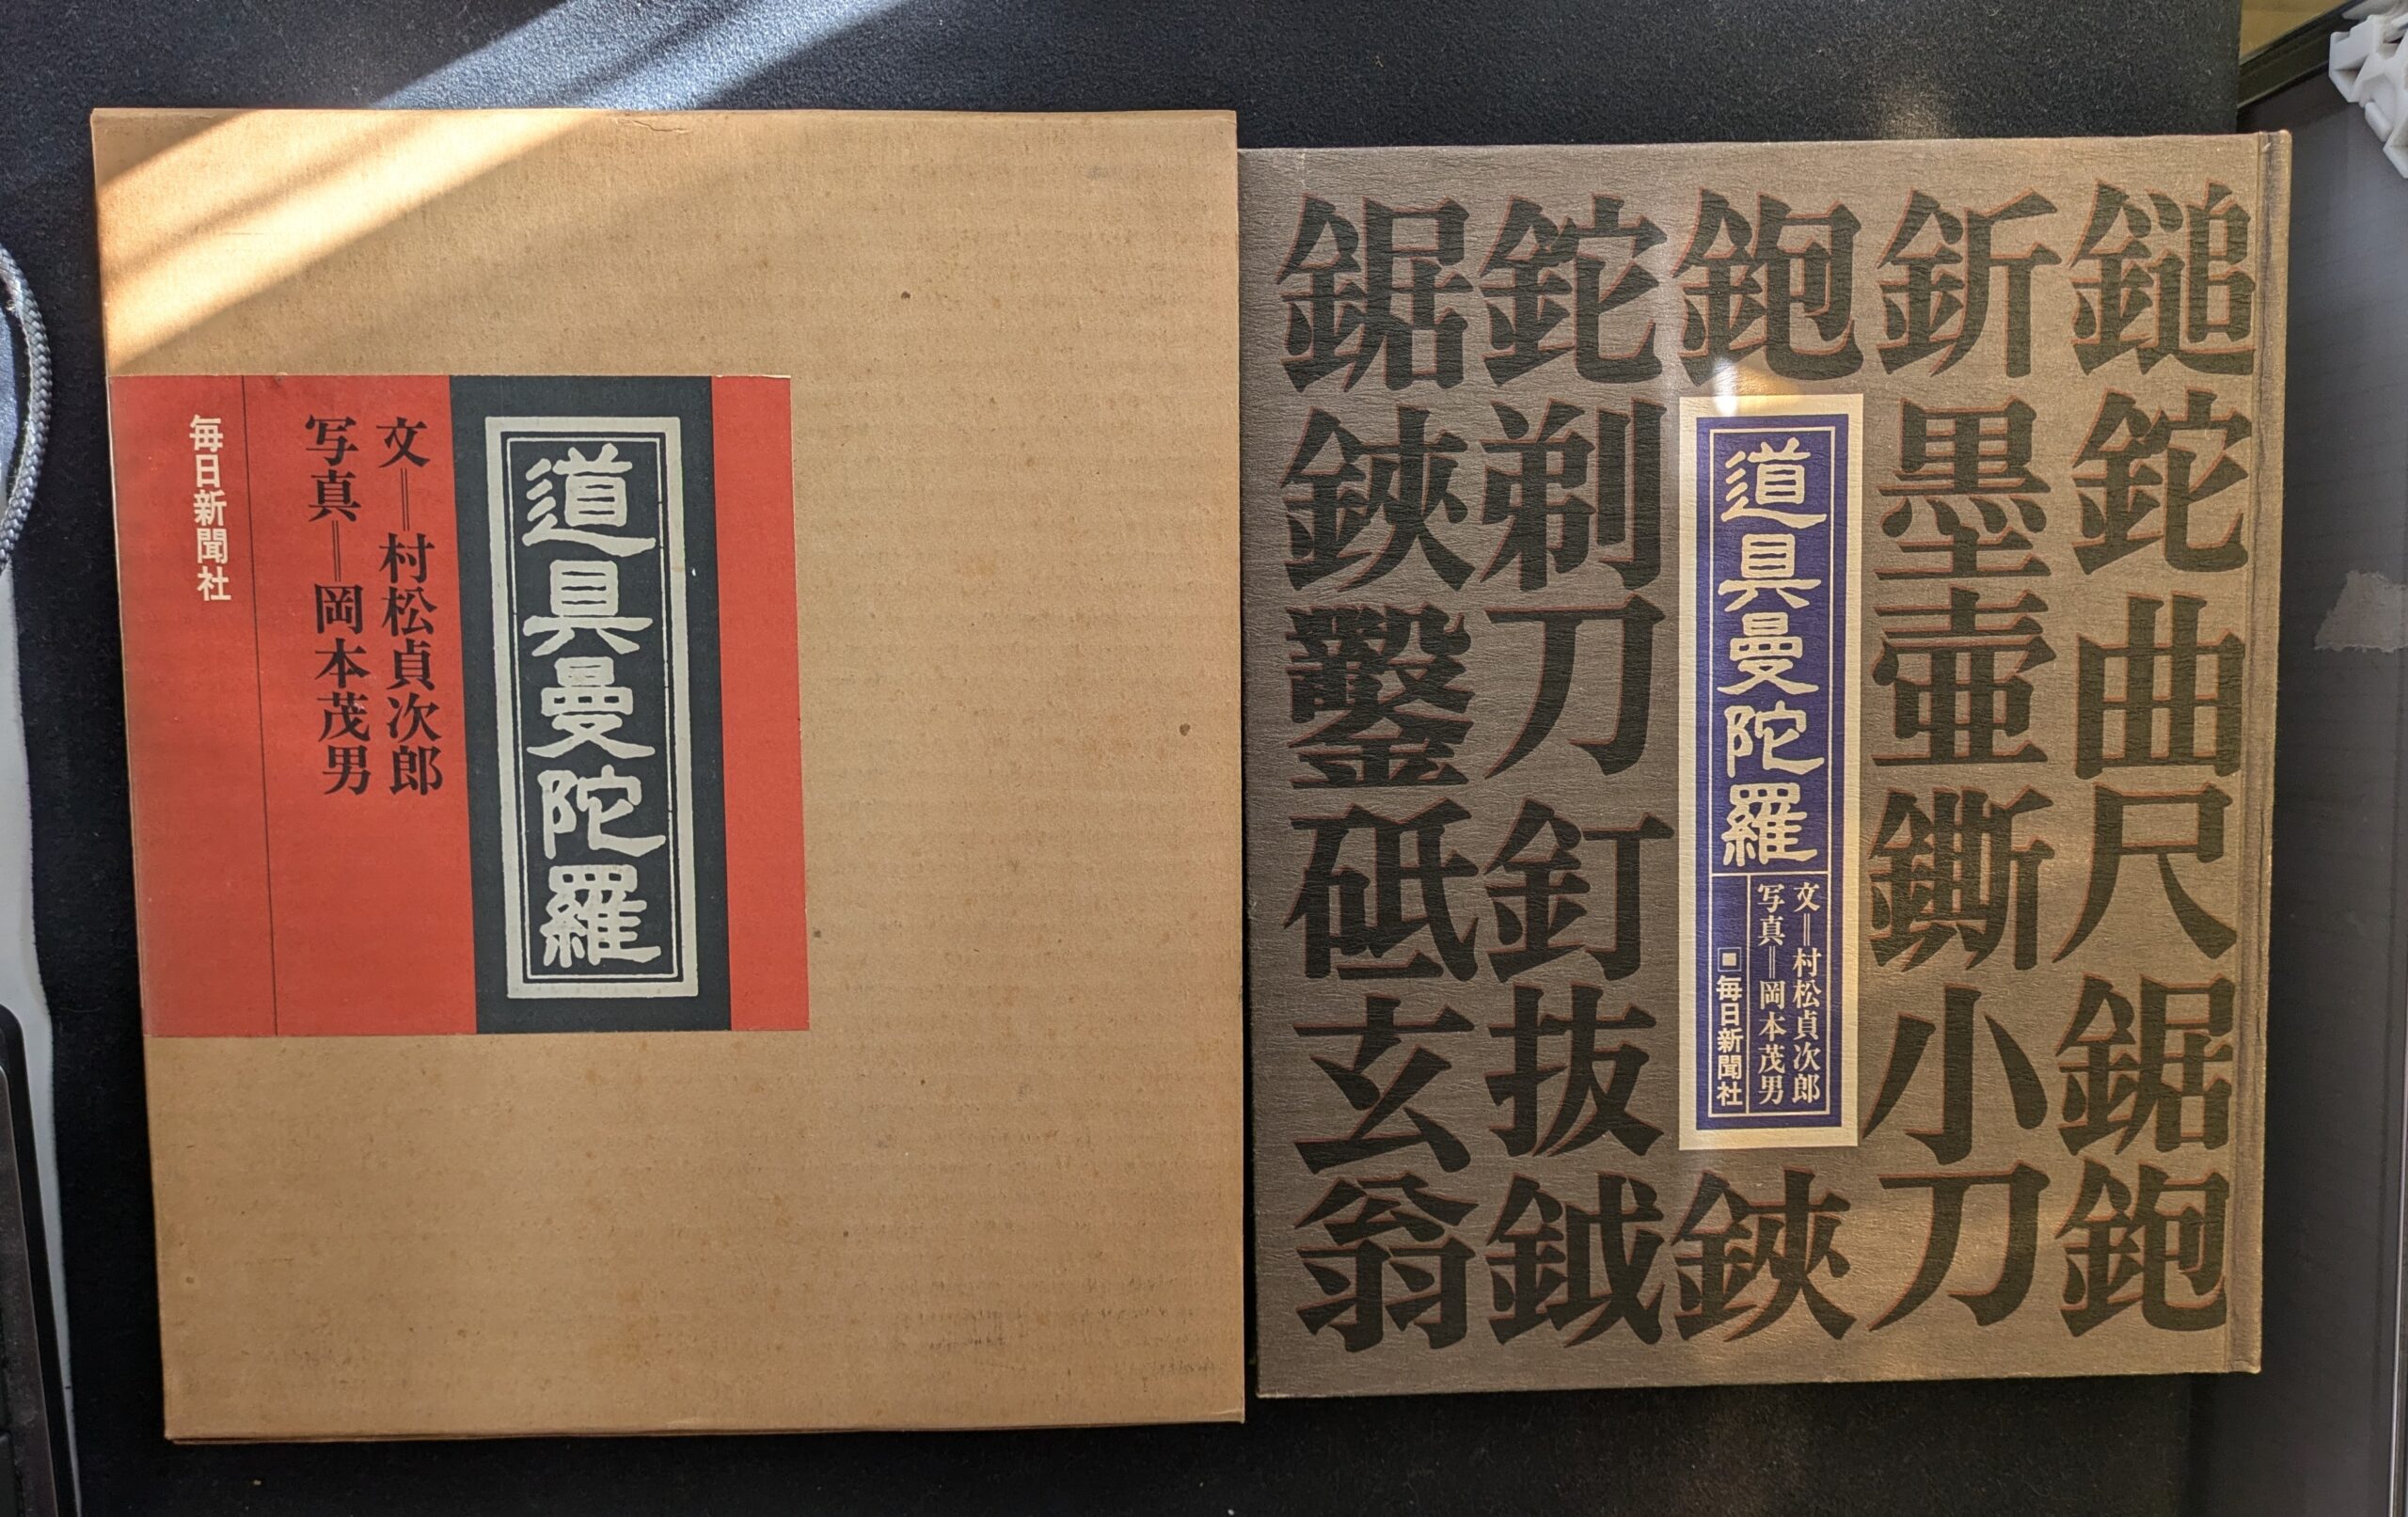 道具曼陀羅
文=村松貞次郎
写真=岡本茂男
毎日新聞社
鎚鉈曲尺鋸鉋
釿墨壷鐁小刀
鉋
道具曼陀羅
文=村松貞次郎
写真=岡本茂男
■毎日新聞社
鋏
鉈剃刀釘抜鉞
鋸鋏鑿砥玄翁